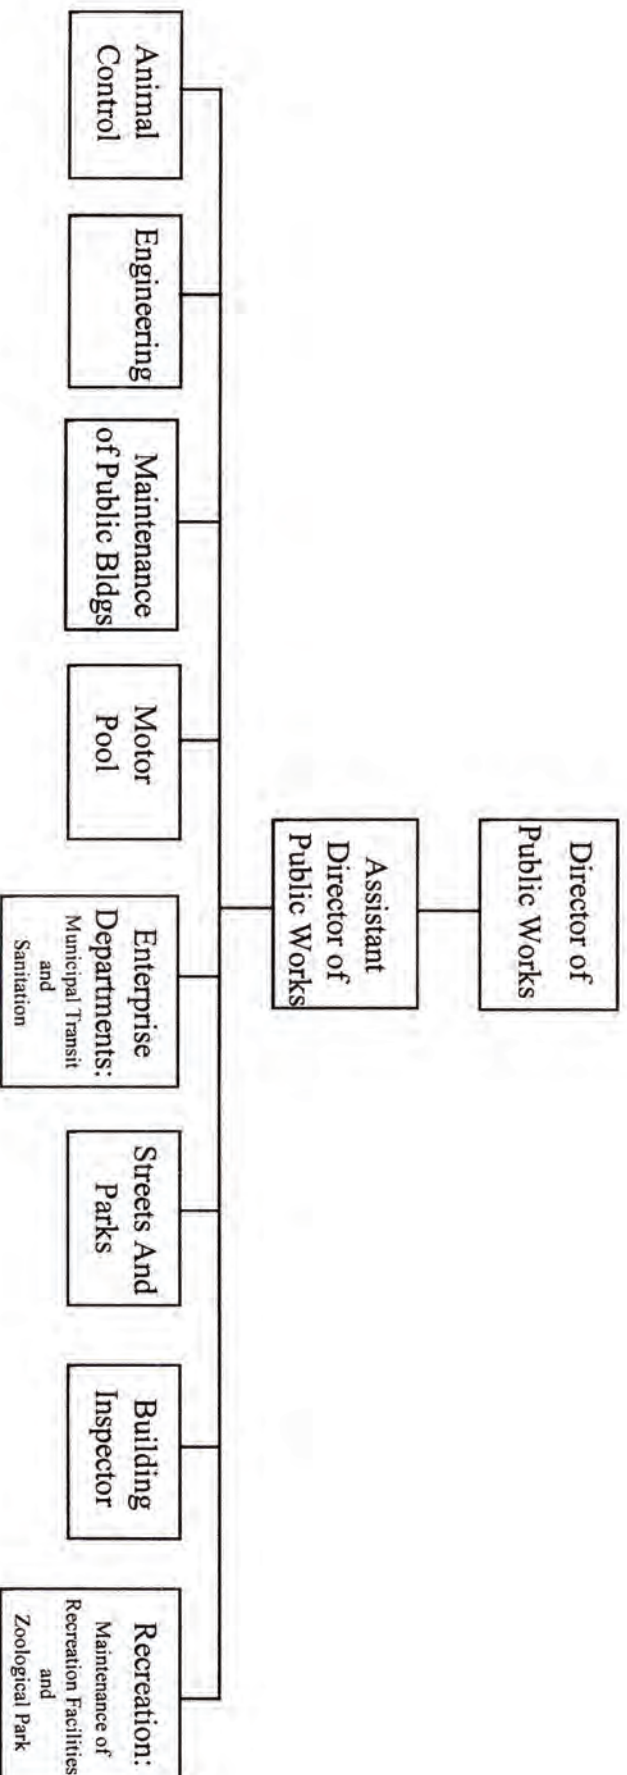 Director of
Public Works
Assistant
Director of
Public Works
Animal
Control
Engineering
Maintenance
of Public Bldgs
Motor
Pool
Enterprise
Departments:
Municipal Transit
and
Sanitation
Streets And
Parks
Building
Inspector
Recreation:
Maintenance of
Recreation Facilities
and
Zoological Park